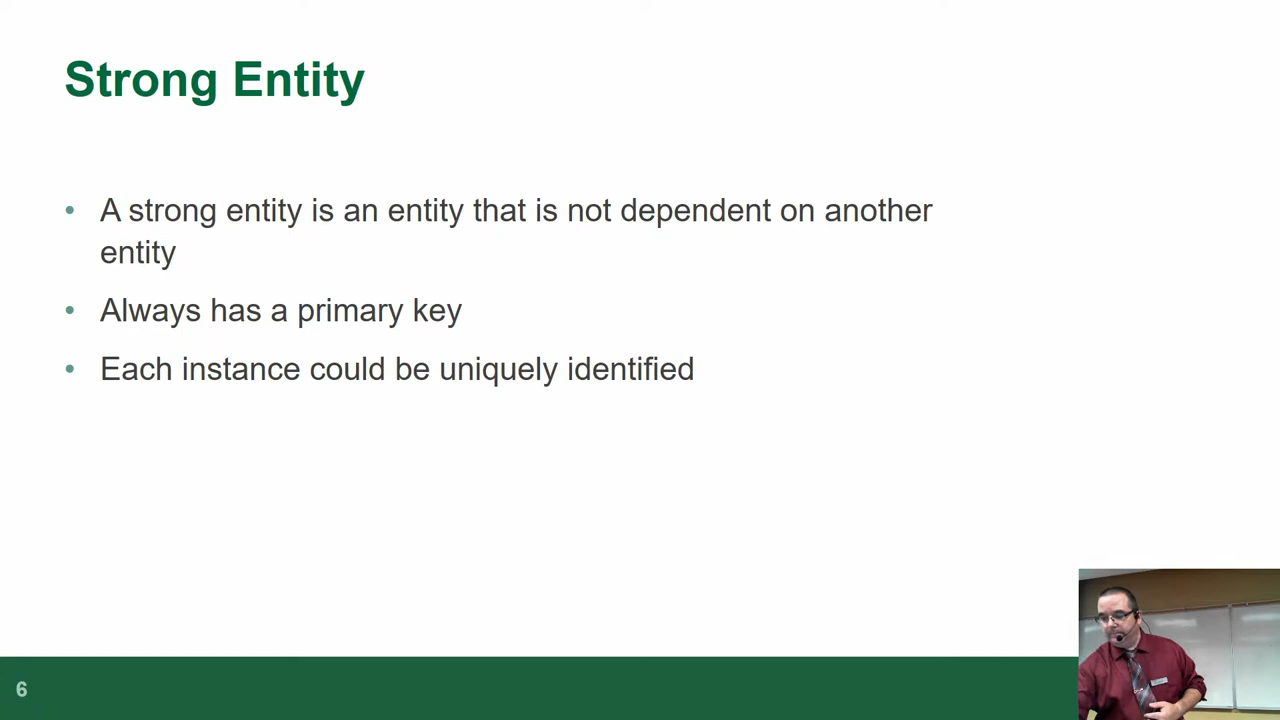 Strong Entity
• A strong entity is an entity that is not dependent on another
entity
• Always has a primary key
• Each instance could be uniquely identified
6